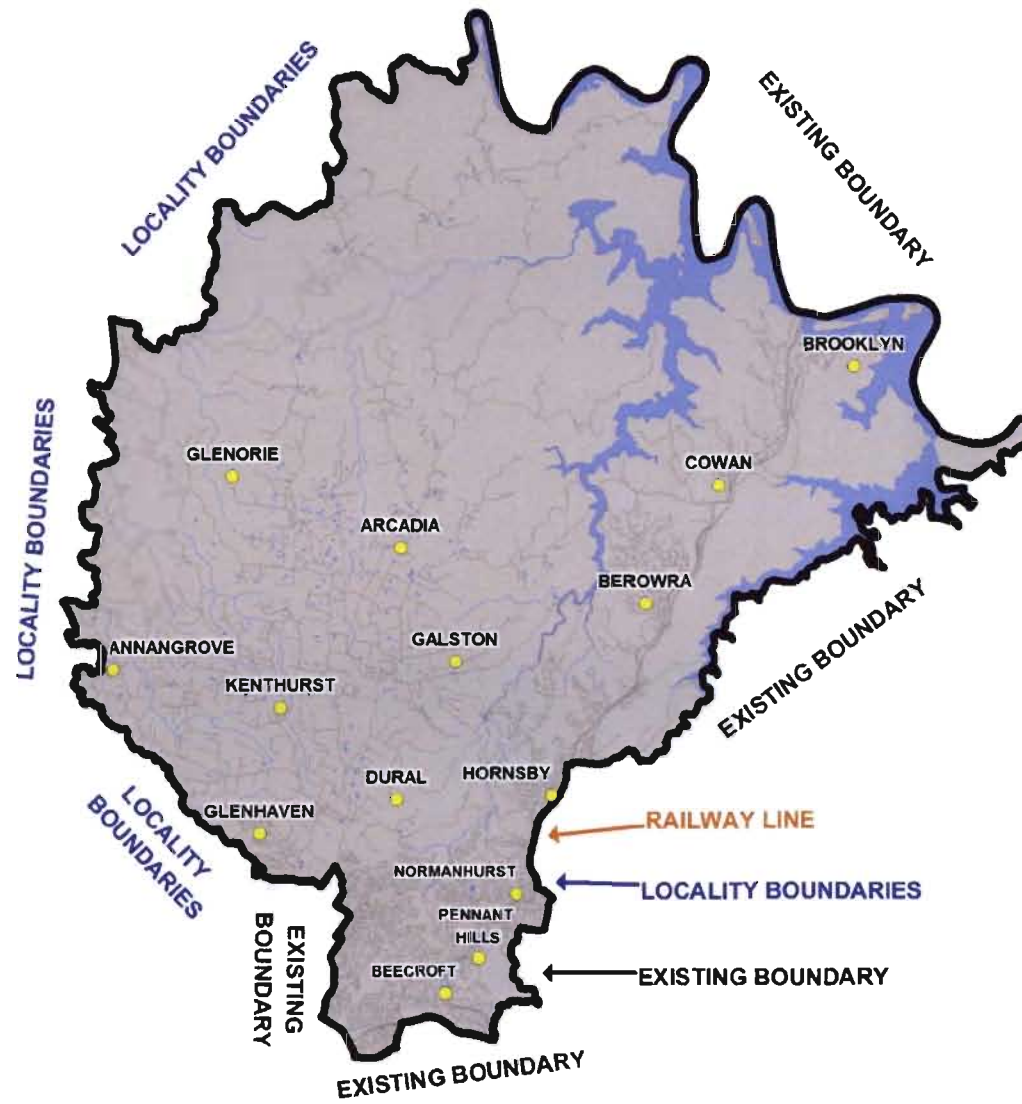 LOCALITY BOUNDARIES
EXISTING BOUNDARY
BROOKLYN
LOCALITY BOUNDARIES
GLENORIE
COWAN
ARCADIA
BEROWRA
ANNANGROVE
GALSTON
KENTHURST
EXISTING BOUNDARY
DURAL
HORNSBY
LOCALITY
BOUNDARIES
GLENHAVEN
RAILWAY LINE
NORMANHURST
LOCALITY BOUNDARIES
PENNANT
HILLS
EXISTING
BOUNDARY
BEECROFT
EXISTING BOUNDARY
EXISTING BOUNDARY